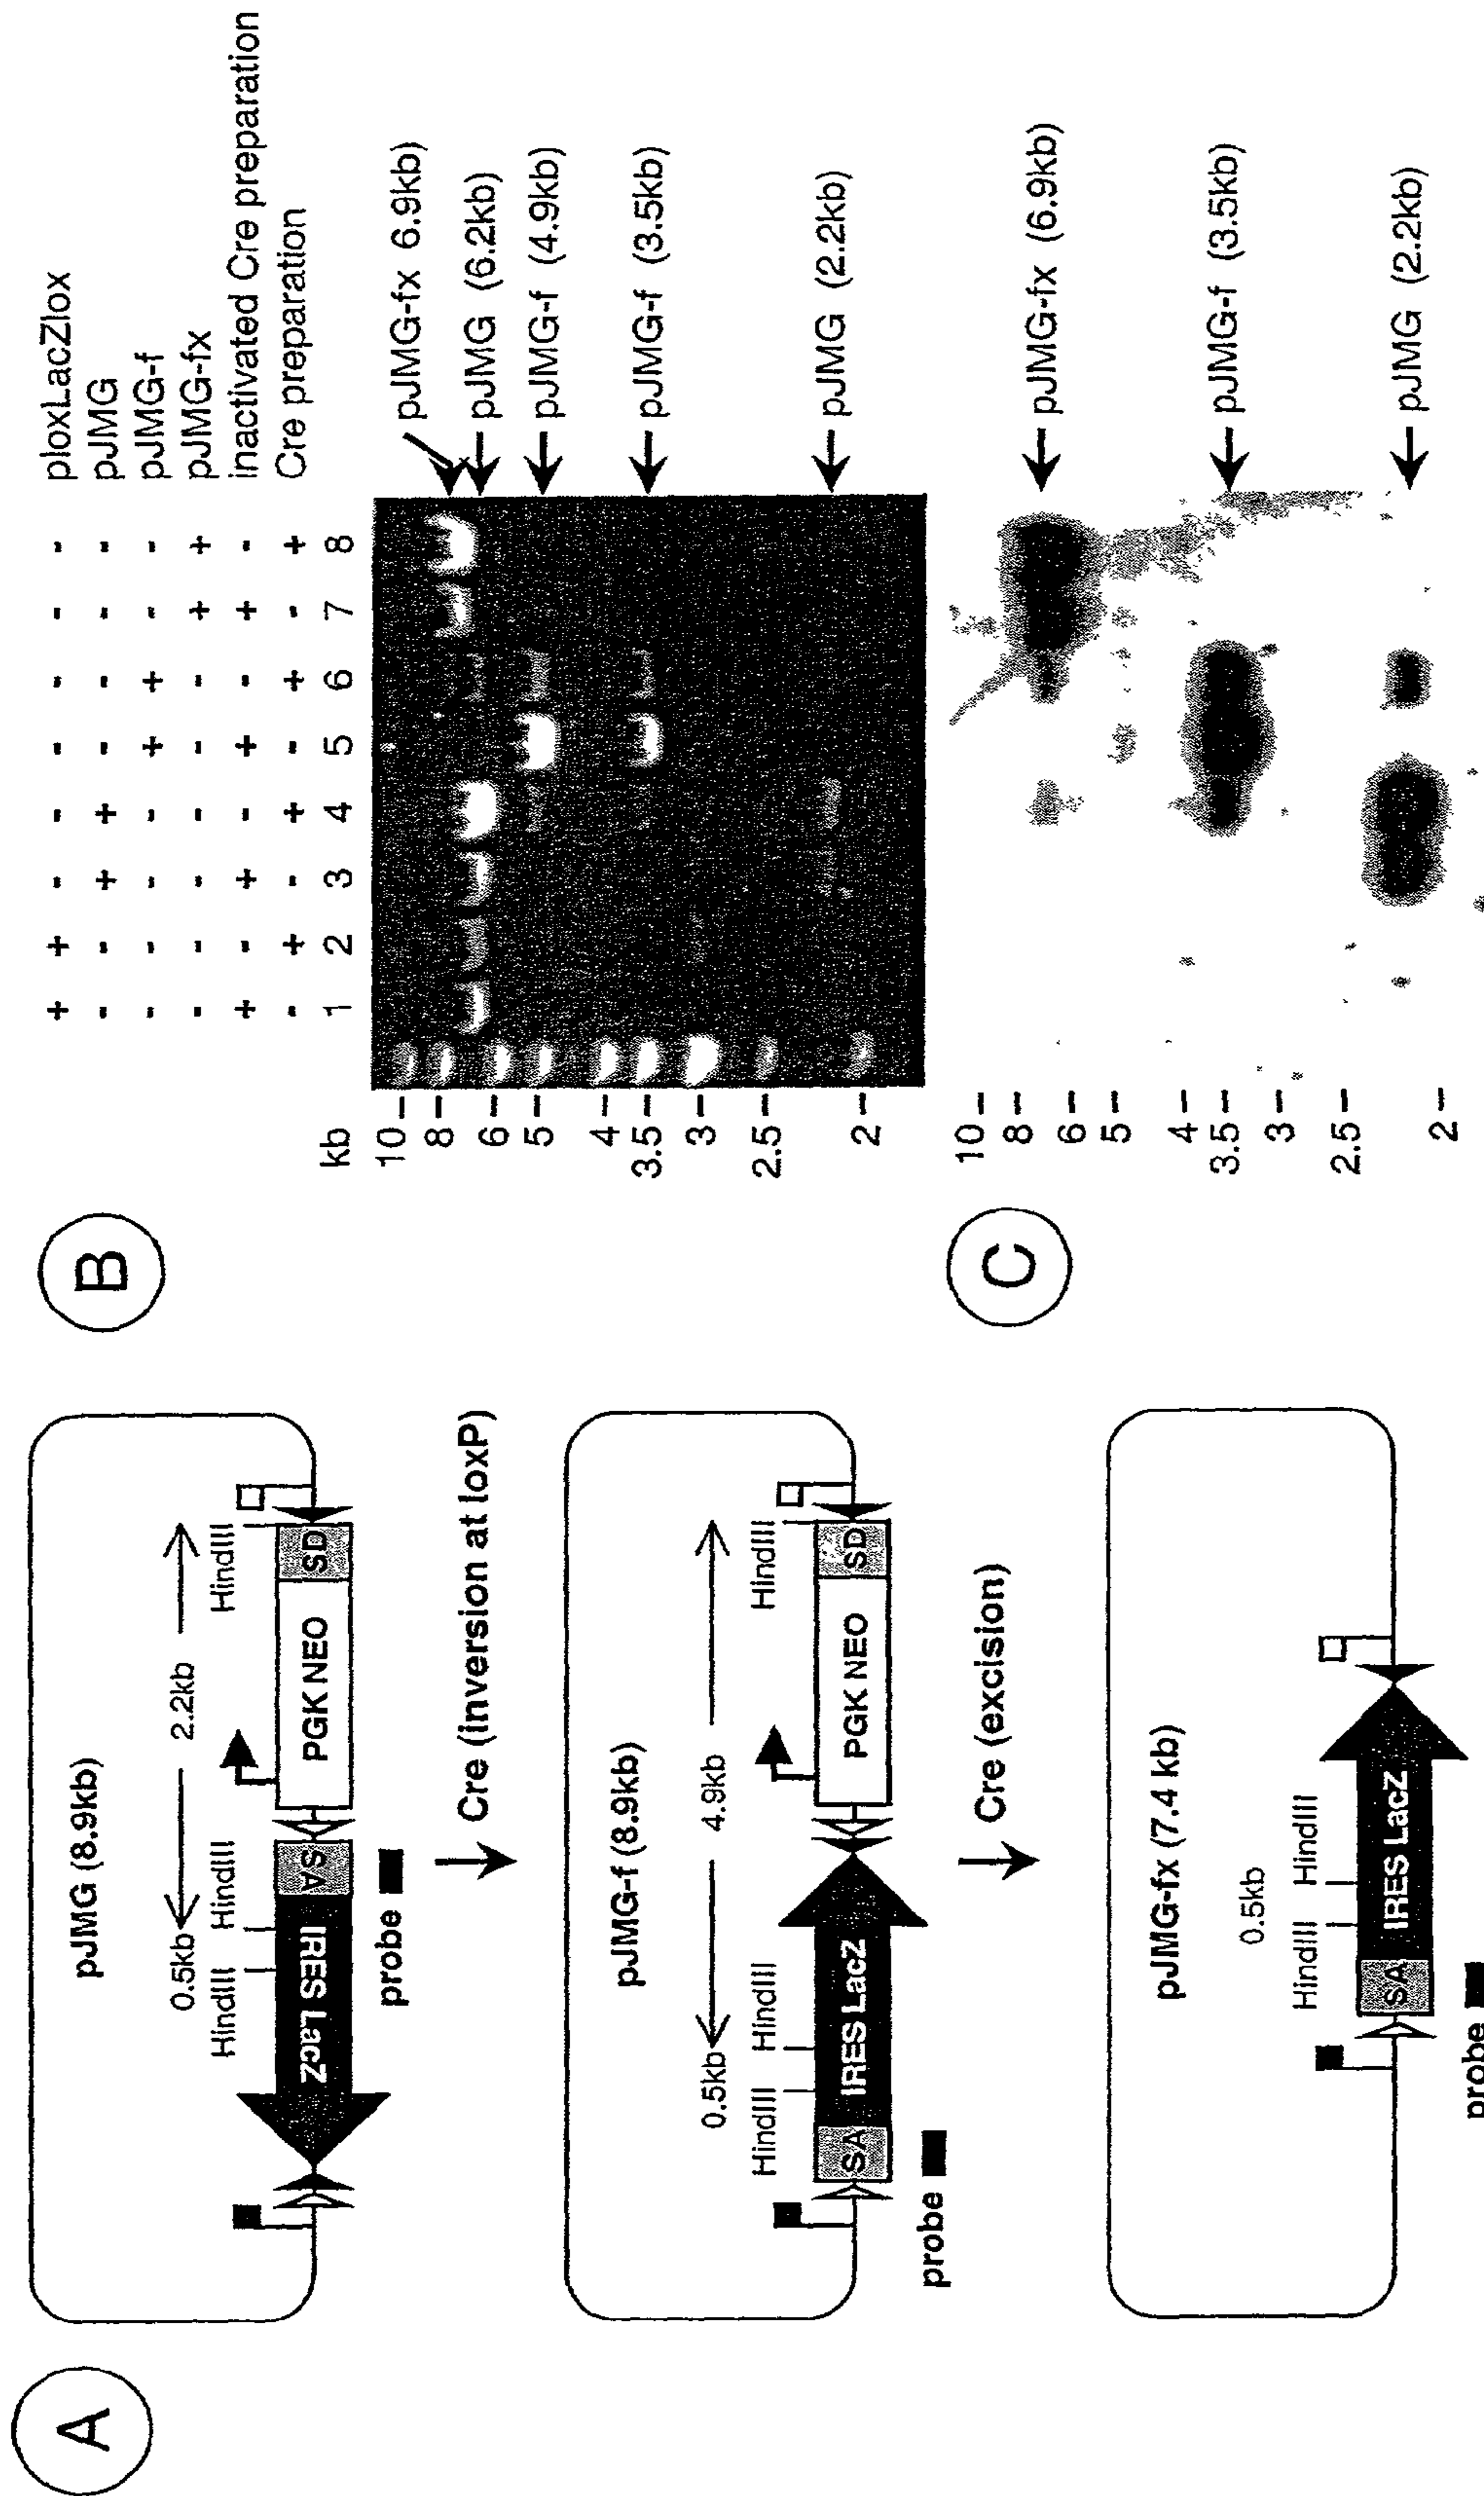 A
pJMG (8.9kb)
0.5kb 2.2kb
HindIII HindIII HindIII
IRES LacZ SA PGK NEO SD
probe
Cre (inversion at loxP)
pJMG-f (8.9kb)
0.5kb 4.9kb
HindIII HindIII HindIII
SA IRES LacZ PGK NEO SD
probe
Cre (excision)
pJMG-fx (7.4 kb)
0.5kb
HindIII HindIII
SA IRES LacZ
probe
B
+ + - - - - - - ploxLacZlox
- - + + - - - - pJMG
- - - - + + - - pJMG-f
- - - - - - + + pJMG-fx
+ - + - + - + - Inactivated Cre preparation
- + - + - + - + Cre preparation
kb 1 2 3 4 5 6 7 8
10
8
6
5
4
3.5
3
2.5
2
pJMG-fx 6.9kb)
pJMG (6.2kb)
pJMG-f (4.9kb)
pJMG-f (3.5kb)
pJMG (2.2kb)
C
10
8
6
5
4
3.5
3
2.5
2
pJMG-fx (6.9kb)
pJMG-f (3.5kb)
pJMG (2.2kb)